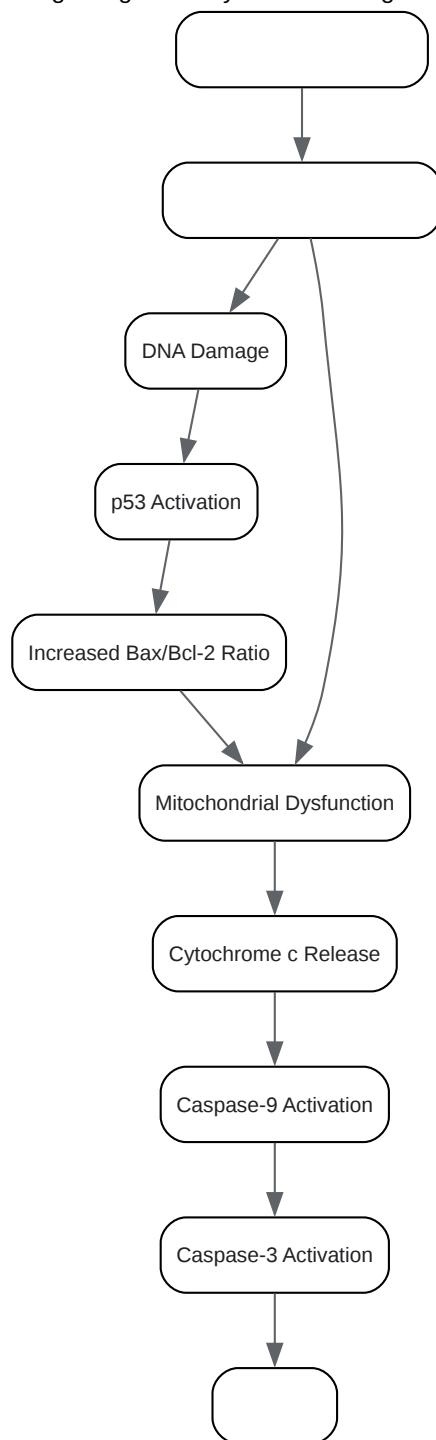 DNA Damage
p53 Activation
Increased Bax/Bcl-2 Ratio
Mitochondrial Dysfunction
Cytochrome c Release
Caspase-9 Activation
Caspase-3 Activation